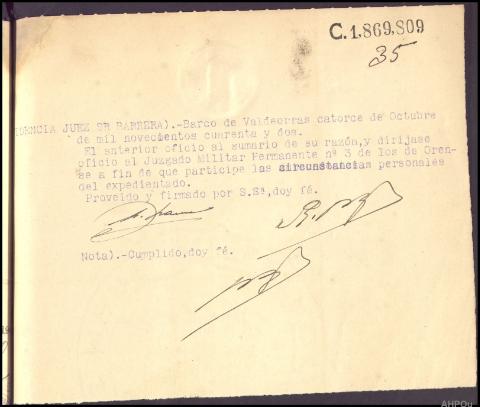 C.1.869.809
35
IDENCIA JUEZ SR BARRERA).-Barco de Valdeorras catorce de Octubre
de mil novecientos cuarenta y dos.
El anterior oficio al sumario de su razón,y dirijase
oficio al Juzgado Militar Permanente nº 3 de los de Oren-
se a fin de que participe las circunstancias personales
del expedientado.
Proveido y firmado por S.Sª,doy fé.
Nota).-Cumplido,doy fé.
AHPOu